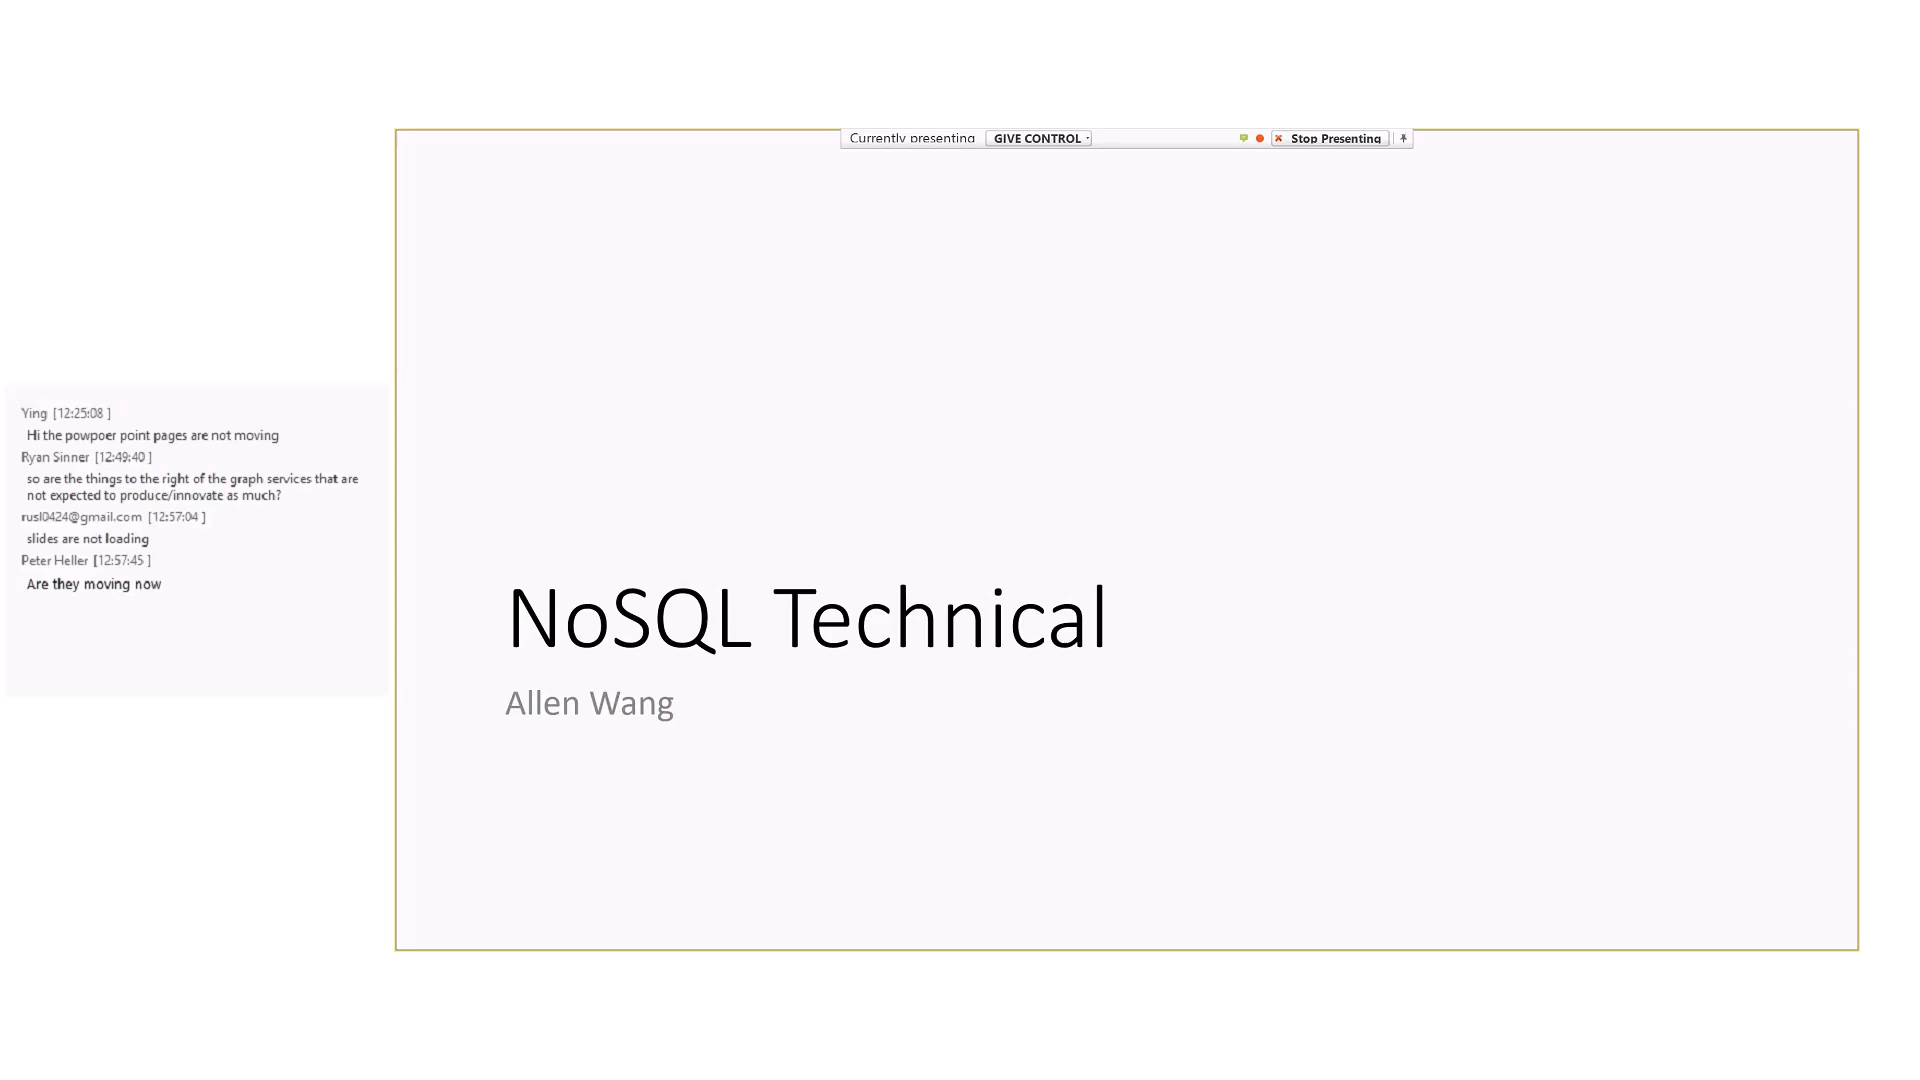 Currently presenting GIVE CONTROL Stop Presenting
Ying [12:25:08 ]
Hi the powpoer point pages are not moving
Ryan Sinner [12:49:40 ]
so are the things to the right of the graph services that are
not expected to produce/innovate as much?
rusl0424@gmail.com [12:57:04 ]
slides are not loading
Peter Heller [12:57:45 ]
Are they moving now
NoSQL Technical
Allen Wang